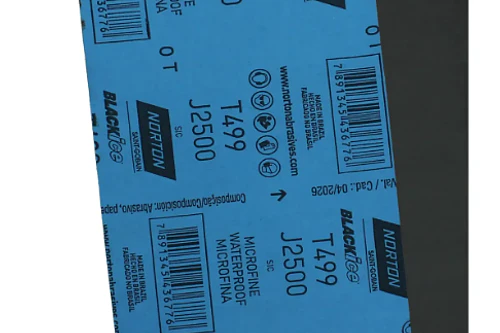 BLACKice
NORTON
SAINT-GOBAIN
SIC
T499
J2500
www.nortonabrasives.com
MADE IN BRAZIL
HECHO EN BRASIL
FABRICADO NO BRASIL
7891345436776
Val. / Cad.: 04/2026
Composição/Composición: Abrasivo, pape
BLACKice
NORTON
SAINT-GOBAIN
T499
J2500
SIC
MICROFINE
WATERPROOF
MICROFINA
7891345436776
MADE IN BRAZIL
HECHO EN BRASIL
FABRICADO NO BRASIL